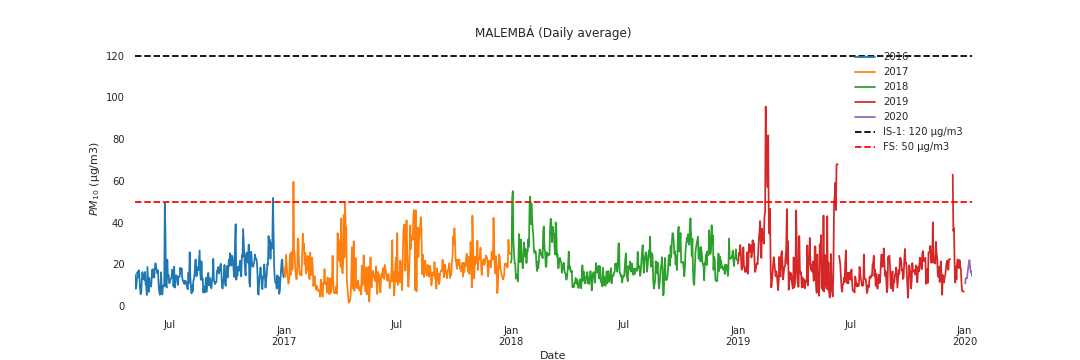 MALEMBÁ (Daily average)
120
100
80
60
40
20
0
PM10 (μg/m3)
2016
2017
2018
2019
2020
IS-1: 120 μg/m3
FS: 50 μg/m3
Jul
Jan
2017
Jul
Jan
2018
Jul
Jan
2019
Jul
Jan
2020
Date